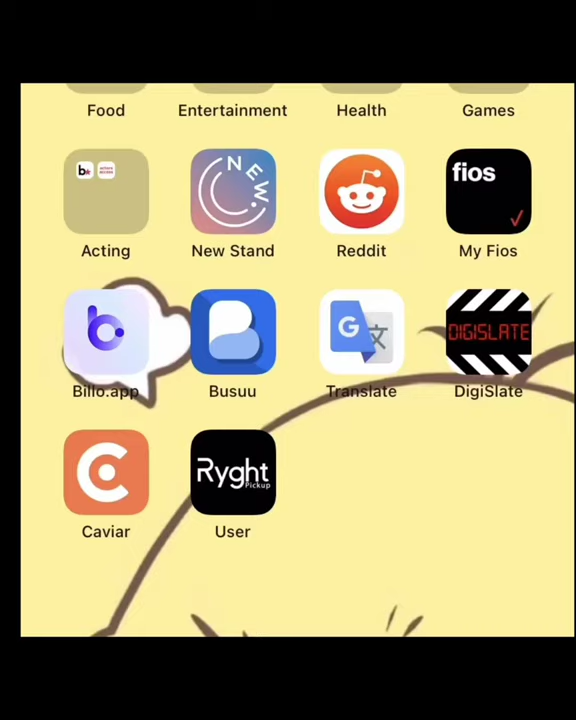 Food Entertainment Health Games
b
NEW.
fios
Acting New Stand Reddit My Fios
b
G 文
DIGISLATE
Billo.app Busuu Translate DigiSlate
Ryght
Pickup
Caviar User